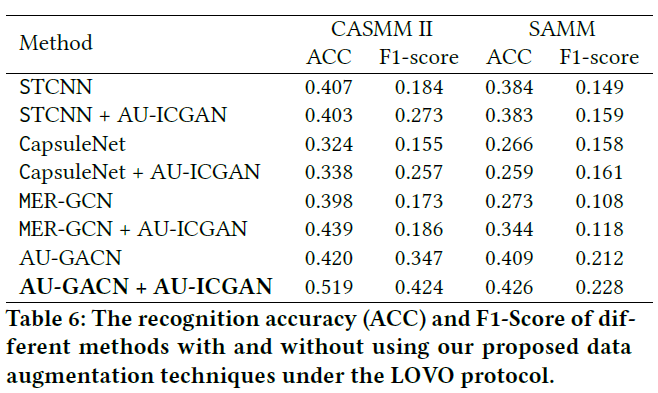 Method CASMM II SAMM
ACC F1-score ACC F1-score
STCNN 0.407 0.184 0.384 0.149
STCNN + AU-ICGAN 0.403 0.273 0.383 0.159
CapsuleNet 0.324 0.155 0.266 0.158
CapsuleNet + AU-ICGAN 0.338 0.257 0.259 0.161
MER-GCN 0.398 0.173 0.273 0.108
MER-GCN + AU-ICGAN 0.439 0.186 0.344 0.118
AU-GACN 0.420 0.347 0.409 0.212
AU-GACN + AU-ICGAN 0.519 0.424 0.426 0.228
Table 6: The recognition accuracy (ACC) and F1-Score of dif-
ferent methods with and without using our proposed data
augmentation techniques under the LOVO protocol.